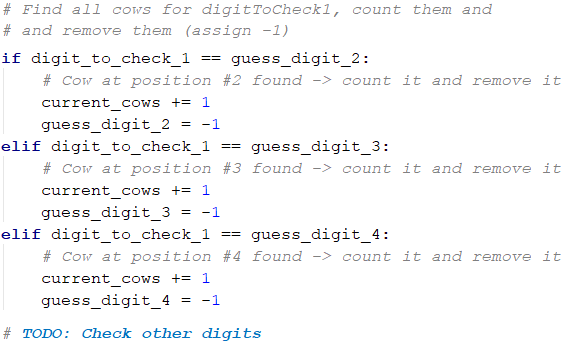 # Find all cows for digitToCheck1, count them and
# and remove them (assign -1)
if digit_to_check_1 == guess_digit_2:
    # Cow at position #2 found -> count it and remove it
    current_cows += 1
    guess_digit_2 = -1
elif digit_to_check_1 == guess_digit_3:
    # Cow at position #3 found -> count it and remove it
    current_cows += 1
    guess_digit_3 = -1
elif digit_to_check_1 == guess_digit_4:
    # Cow at position #4 found -> count it and remove it
    current_cows += 1
    guess_digit_4 = -1
# TODO: Check other digits